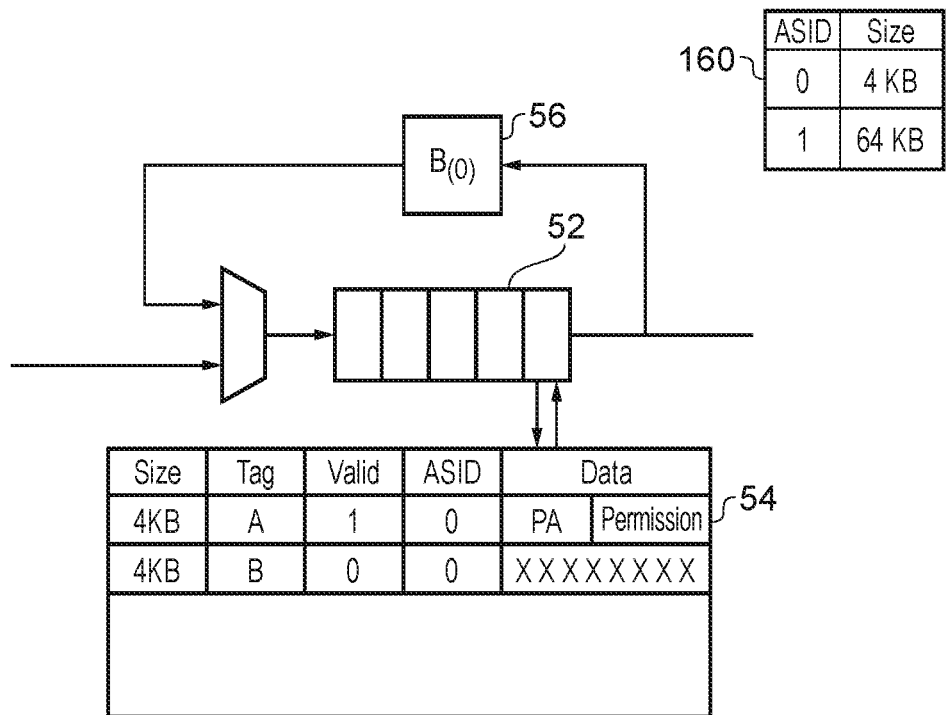 ASID Size
160
0 4 KB
1 64 KB
56
B(0)
52
Size Tag Valid ASID Data
4KB A 1 0 PA Permission
54
4KB B 0 0 X X X X X X X X